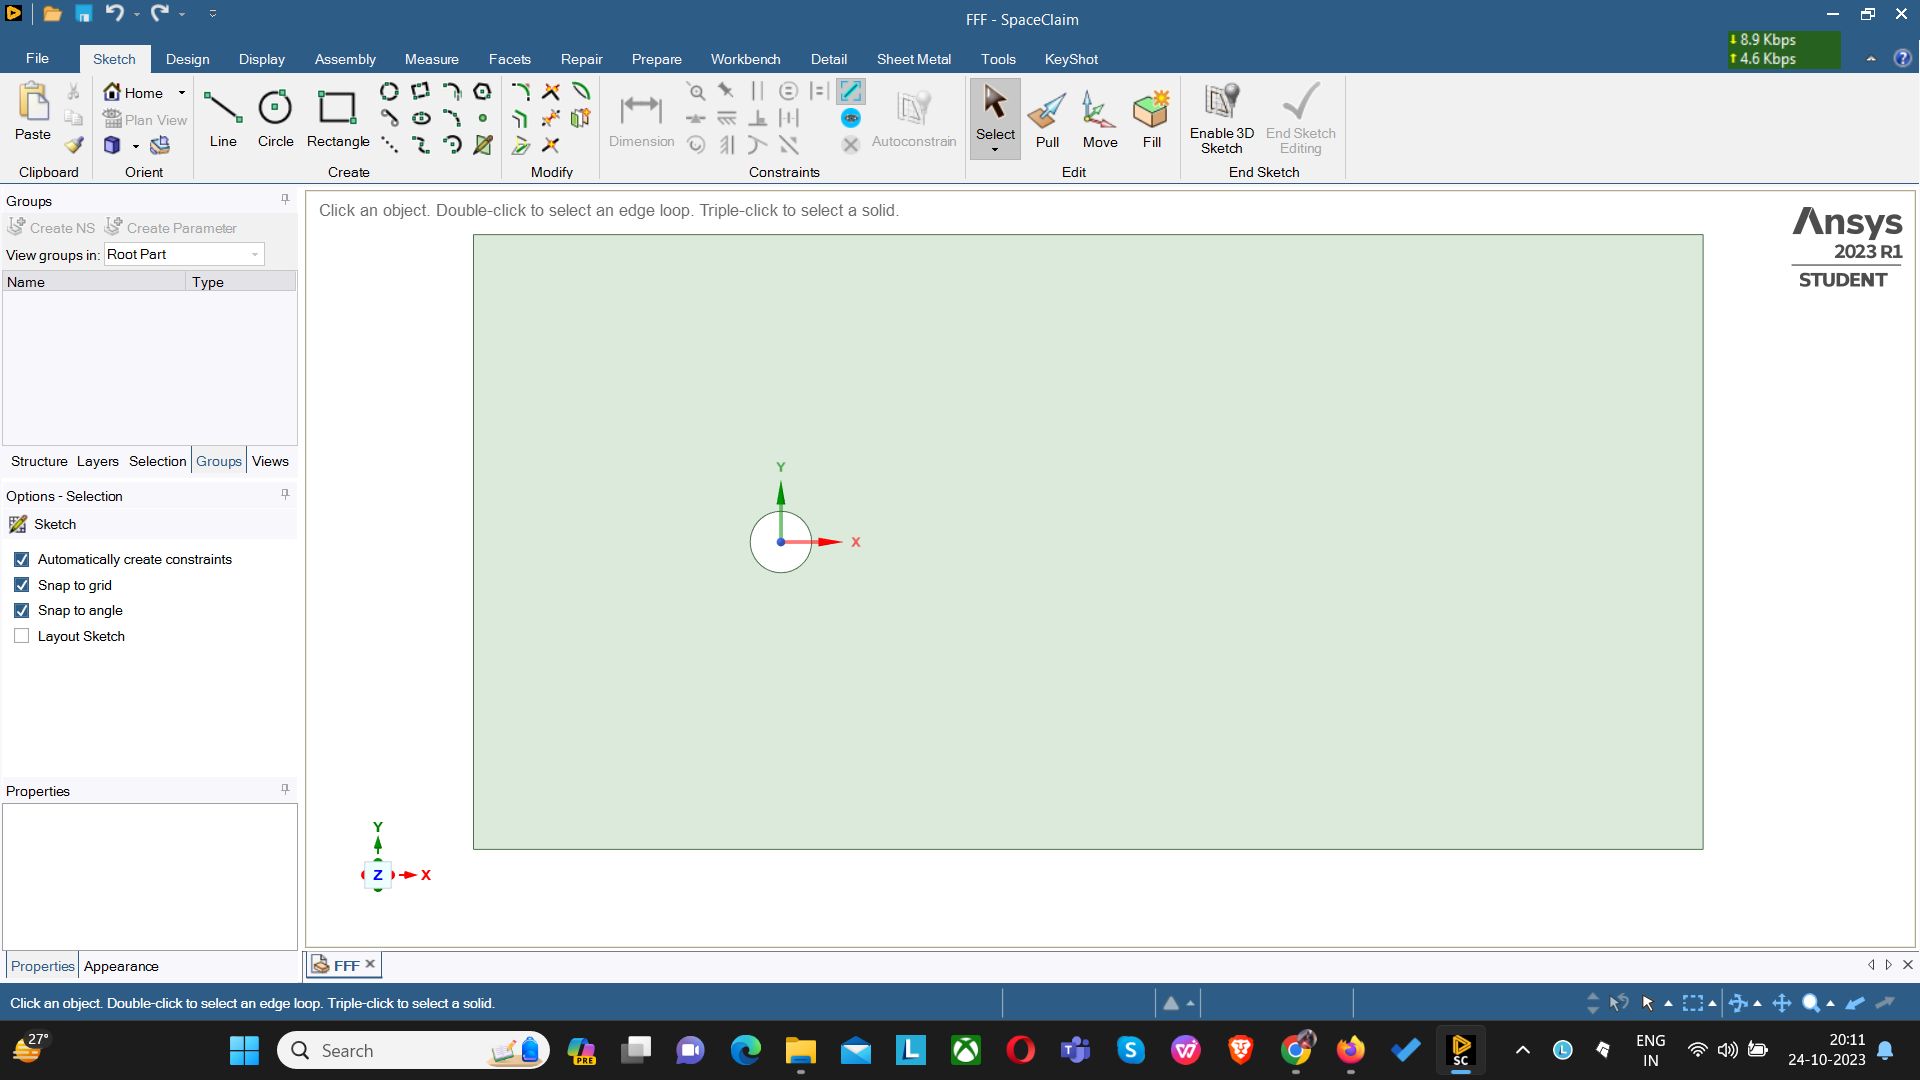 FFF - SpaceClaim
8.9 Kbps
4.6 Kbps
File Sketch Design Display Assembly Measure Facets Repair Prepare Workbench Detail Sheet Metal Tools KeyShot
Paste
Clipboard
Home
Plan View
Orient
Line Circle Rectangle
Create
Modify
Dimension
Autoconstrain
Constraints
Select Pull Move Fill
Edit
Enable 3D
Sketch
End Sketch
Editing
End Sketch
Groups
Create NS Create Parameter
View groups in: Root Part
Name Type
Structure Layers Selection Groups Views
Options - Selection
Sketch
Automatically create constraints
Snap to grid
Snap to angle
Layout Sketch
Properties
Properties Appearance
Click an object. Double-click to select an edge loop. Triple-click to select a solid.
Ansys
2023 R1
STUDENT
Y
X
Y
Z X
FFF
Click an object. Double-click to select an edge loop. Triple-click to select a solid.
27°
Search
PRE
L
S
SC
L
ENG
IN
20:11
24-10-2023